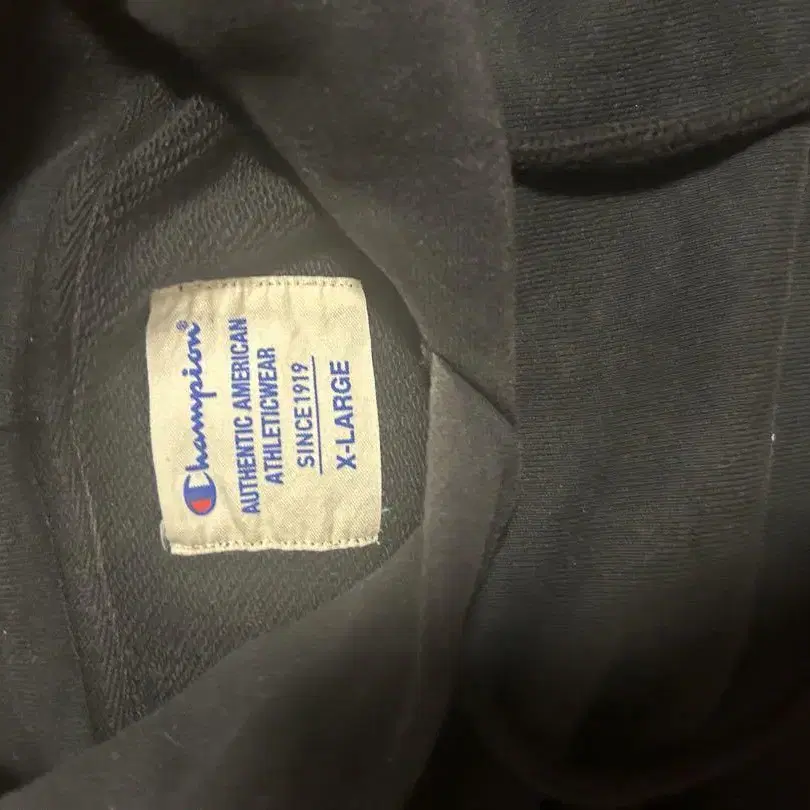 Champion®
AUTHENTIC AMERICAN
ATHLETICWEAR
SINCE1919
X-LARGE